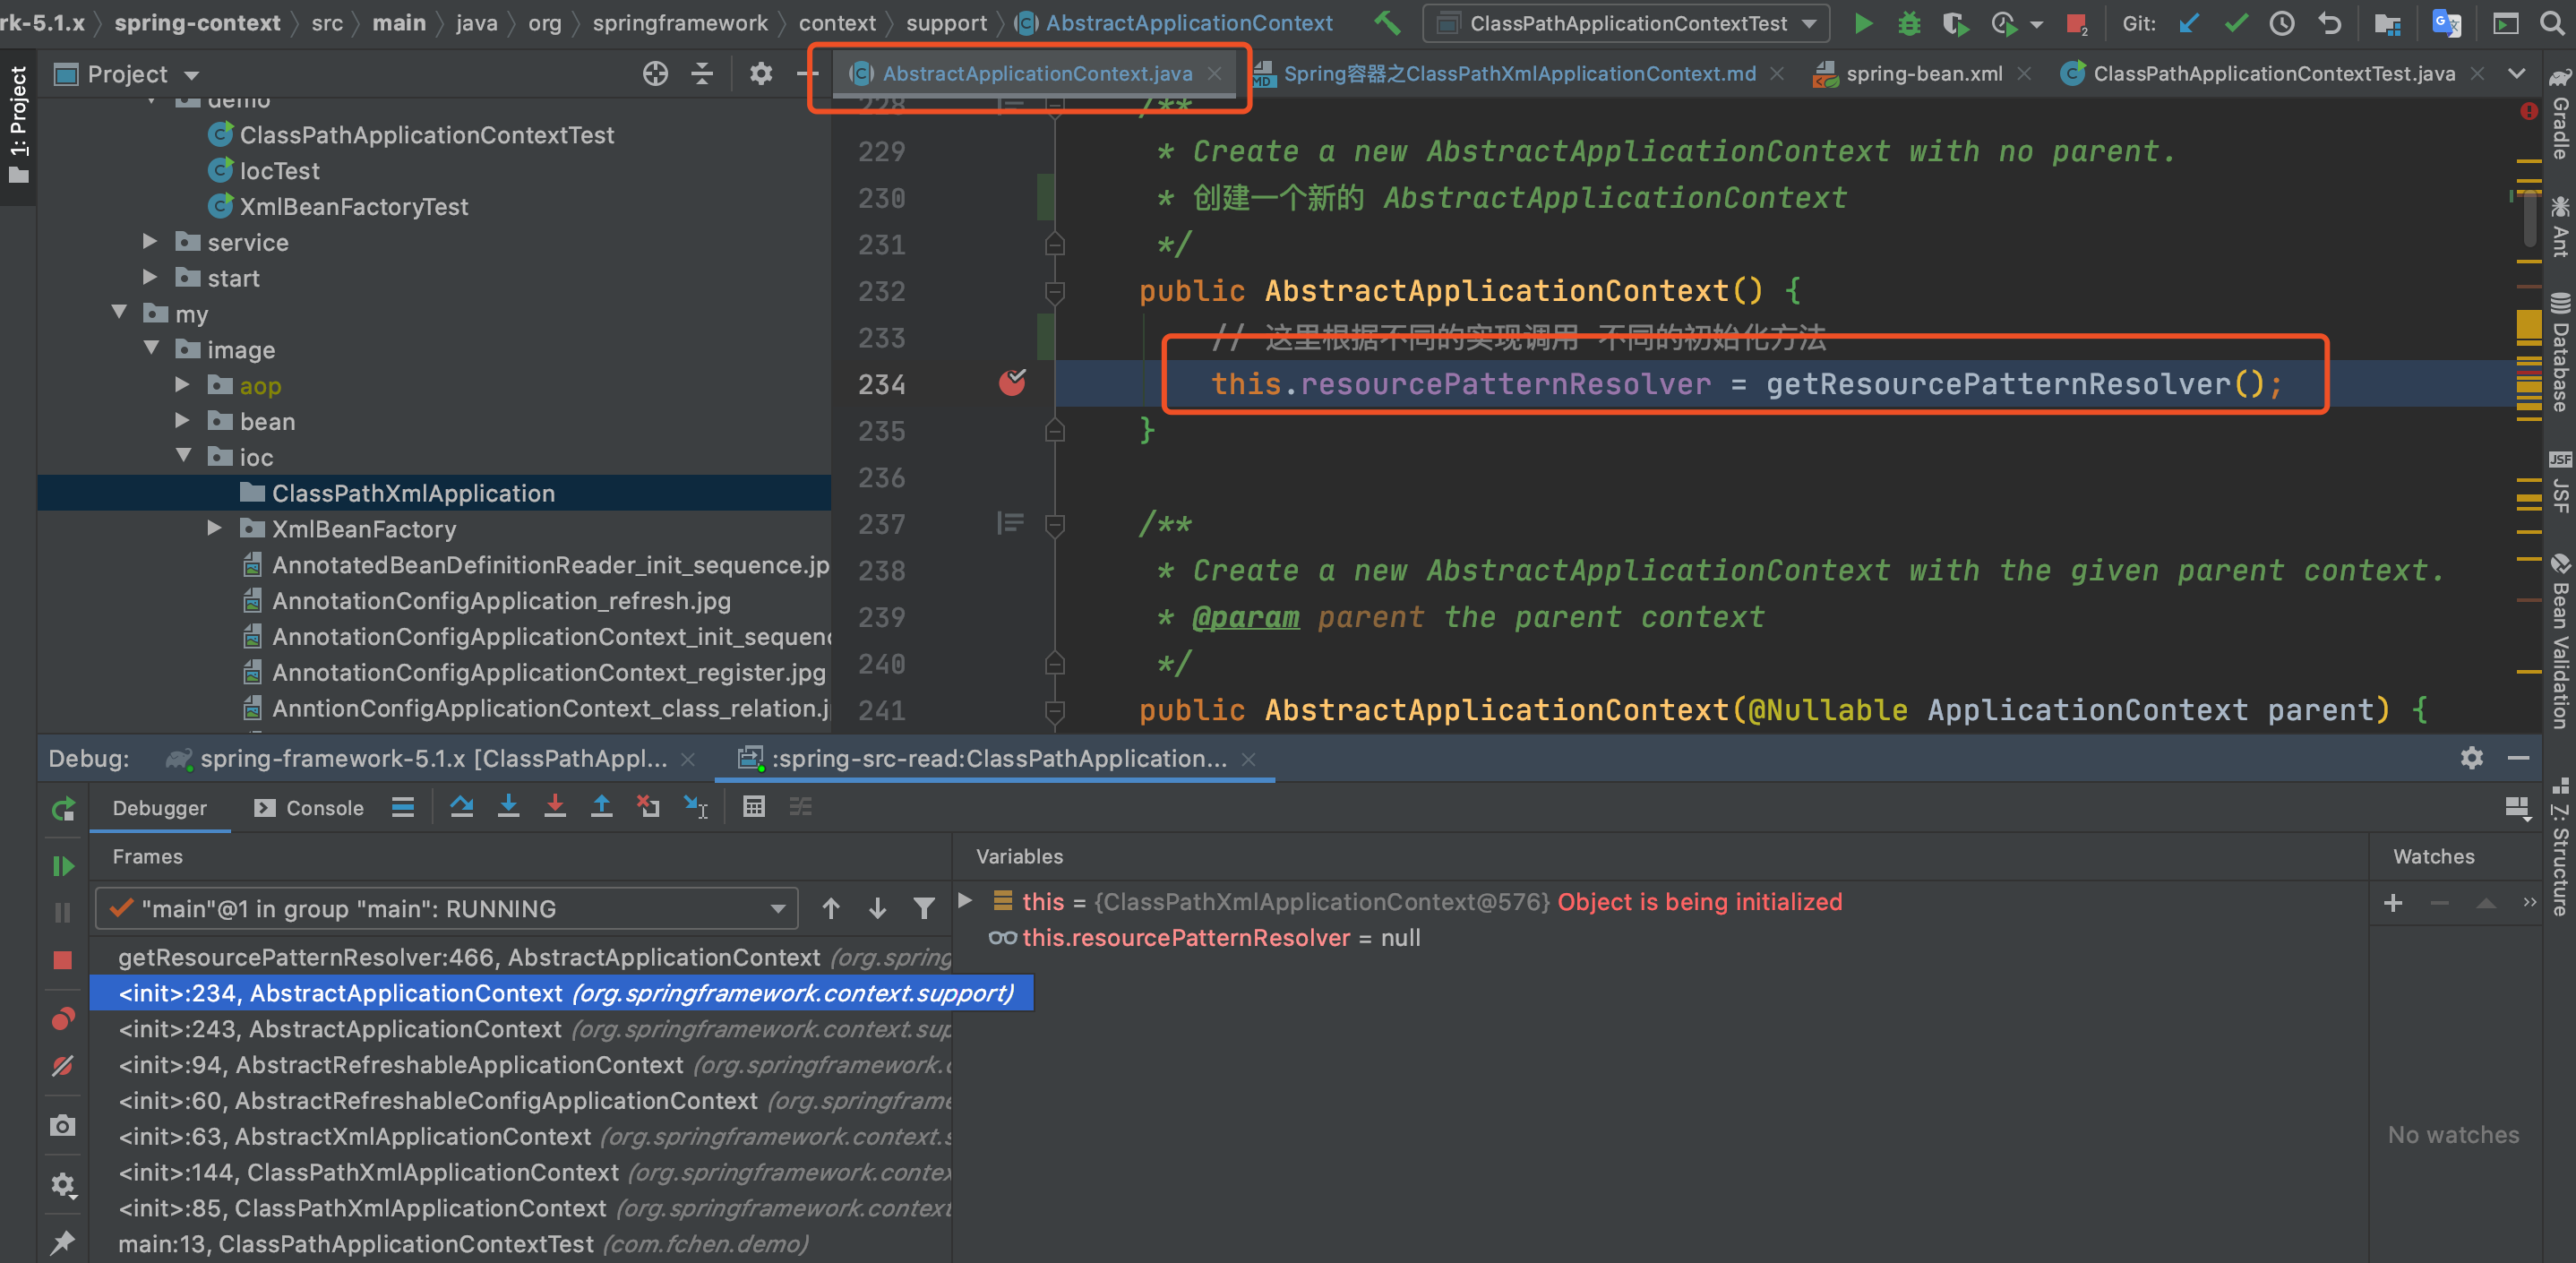 rk-5.1.x spring-context src main java org springframework context support AbstractApplicationContext ClassPathApplicationContextTest 2 Git:
Project AbstractApplicationContext.java Spring容器之ClassPathXmlApplicationContext.md spring-bean.xml ClassPathApplicationContextTest.java
1: Project
demo
ClassPathApplicationContextTest
IocTest
XmlBeanFactoryTest
service
start
my
image
aop
bean
ioc
ClassPathXmlApplication
XmlBeanFactory
AnnotatedBeanDefinitionReader_init_sequence.jp
AnnotationConfigApplication_refresh.jpg
AnnotationConfigApplicationContext_init_sequenc
AnnotationConfigApplicationContext_register.jpg
AnntionConfigApplicationContext_class_relation.j
228 /**
229 * Create a new AbstractApplicationContext with no parent.
230 * 创建一个新的 AbstractApplicationContext
231 */
232 public AbstractApplicationContext() {
233 // 这里根据不同的实现调用 不同的初始化方法
234 this.resourcePatternResolver = getResourcePatternResolver();
235 }
236
237 /**
238 * Create a new AbstractApplicationContext with the given parent context.
239 * @param parent the parent context
240 */
241 public AbstractApplicationContext(@Nullable ApplicationContext parent) {
Gradle
Ant
Database
JSF
JSF
Bean Validation
Z: Structure
Debug: spring-framework-5.1.x [ClassPathAppl... :spring-src-read:ClassPathApplication...
Debugger Console
Frames Variables Watches
"main"@1 in group "main": RUNNING
getResourcePatternResolver:466, AbstractApplicationContext (org.spring
<init>:234, AbstractApplicationContext (org.springframework.context.support)
<init>:243, AbstractApplicationContext (org.springframework.context.sup
<init>:94, AbstractRefreshableApplicationContext (org.springframework.c
<init>:60, AbstractRefreshableConfigApplicationContext (org.springframe
<init>:63, AbstractXmlApplicationContext (org.springframework.context.s
<init>:144, ClassPathXmlApplicationContext (org.springframework.contex
<init>:85, ClassPathXmlApplicationContext (org.springframework.context
main:13, ClassPathApplicationContextTest (com.fchen.demo)
this = {ClassPathXmlApplicationContext@576} Object is being initialized
this.resourcePatternResolver = null
No watches